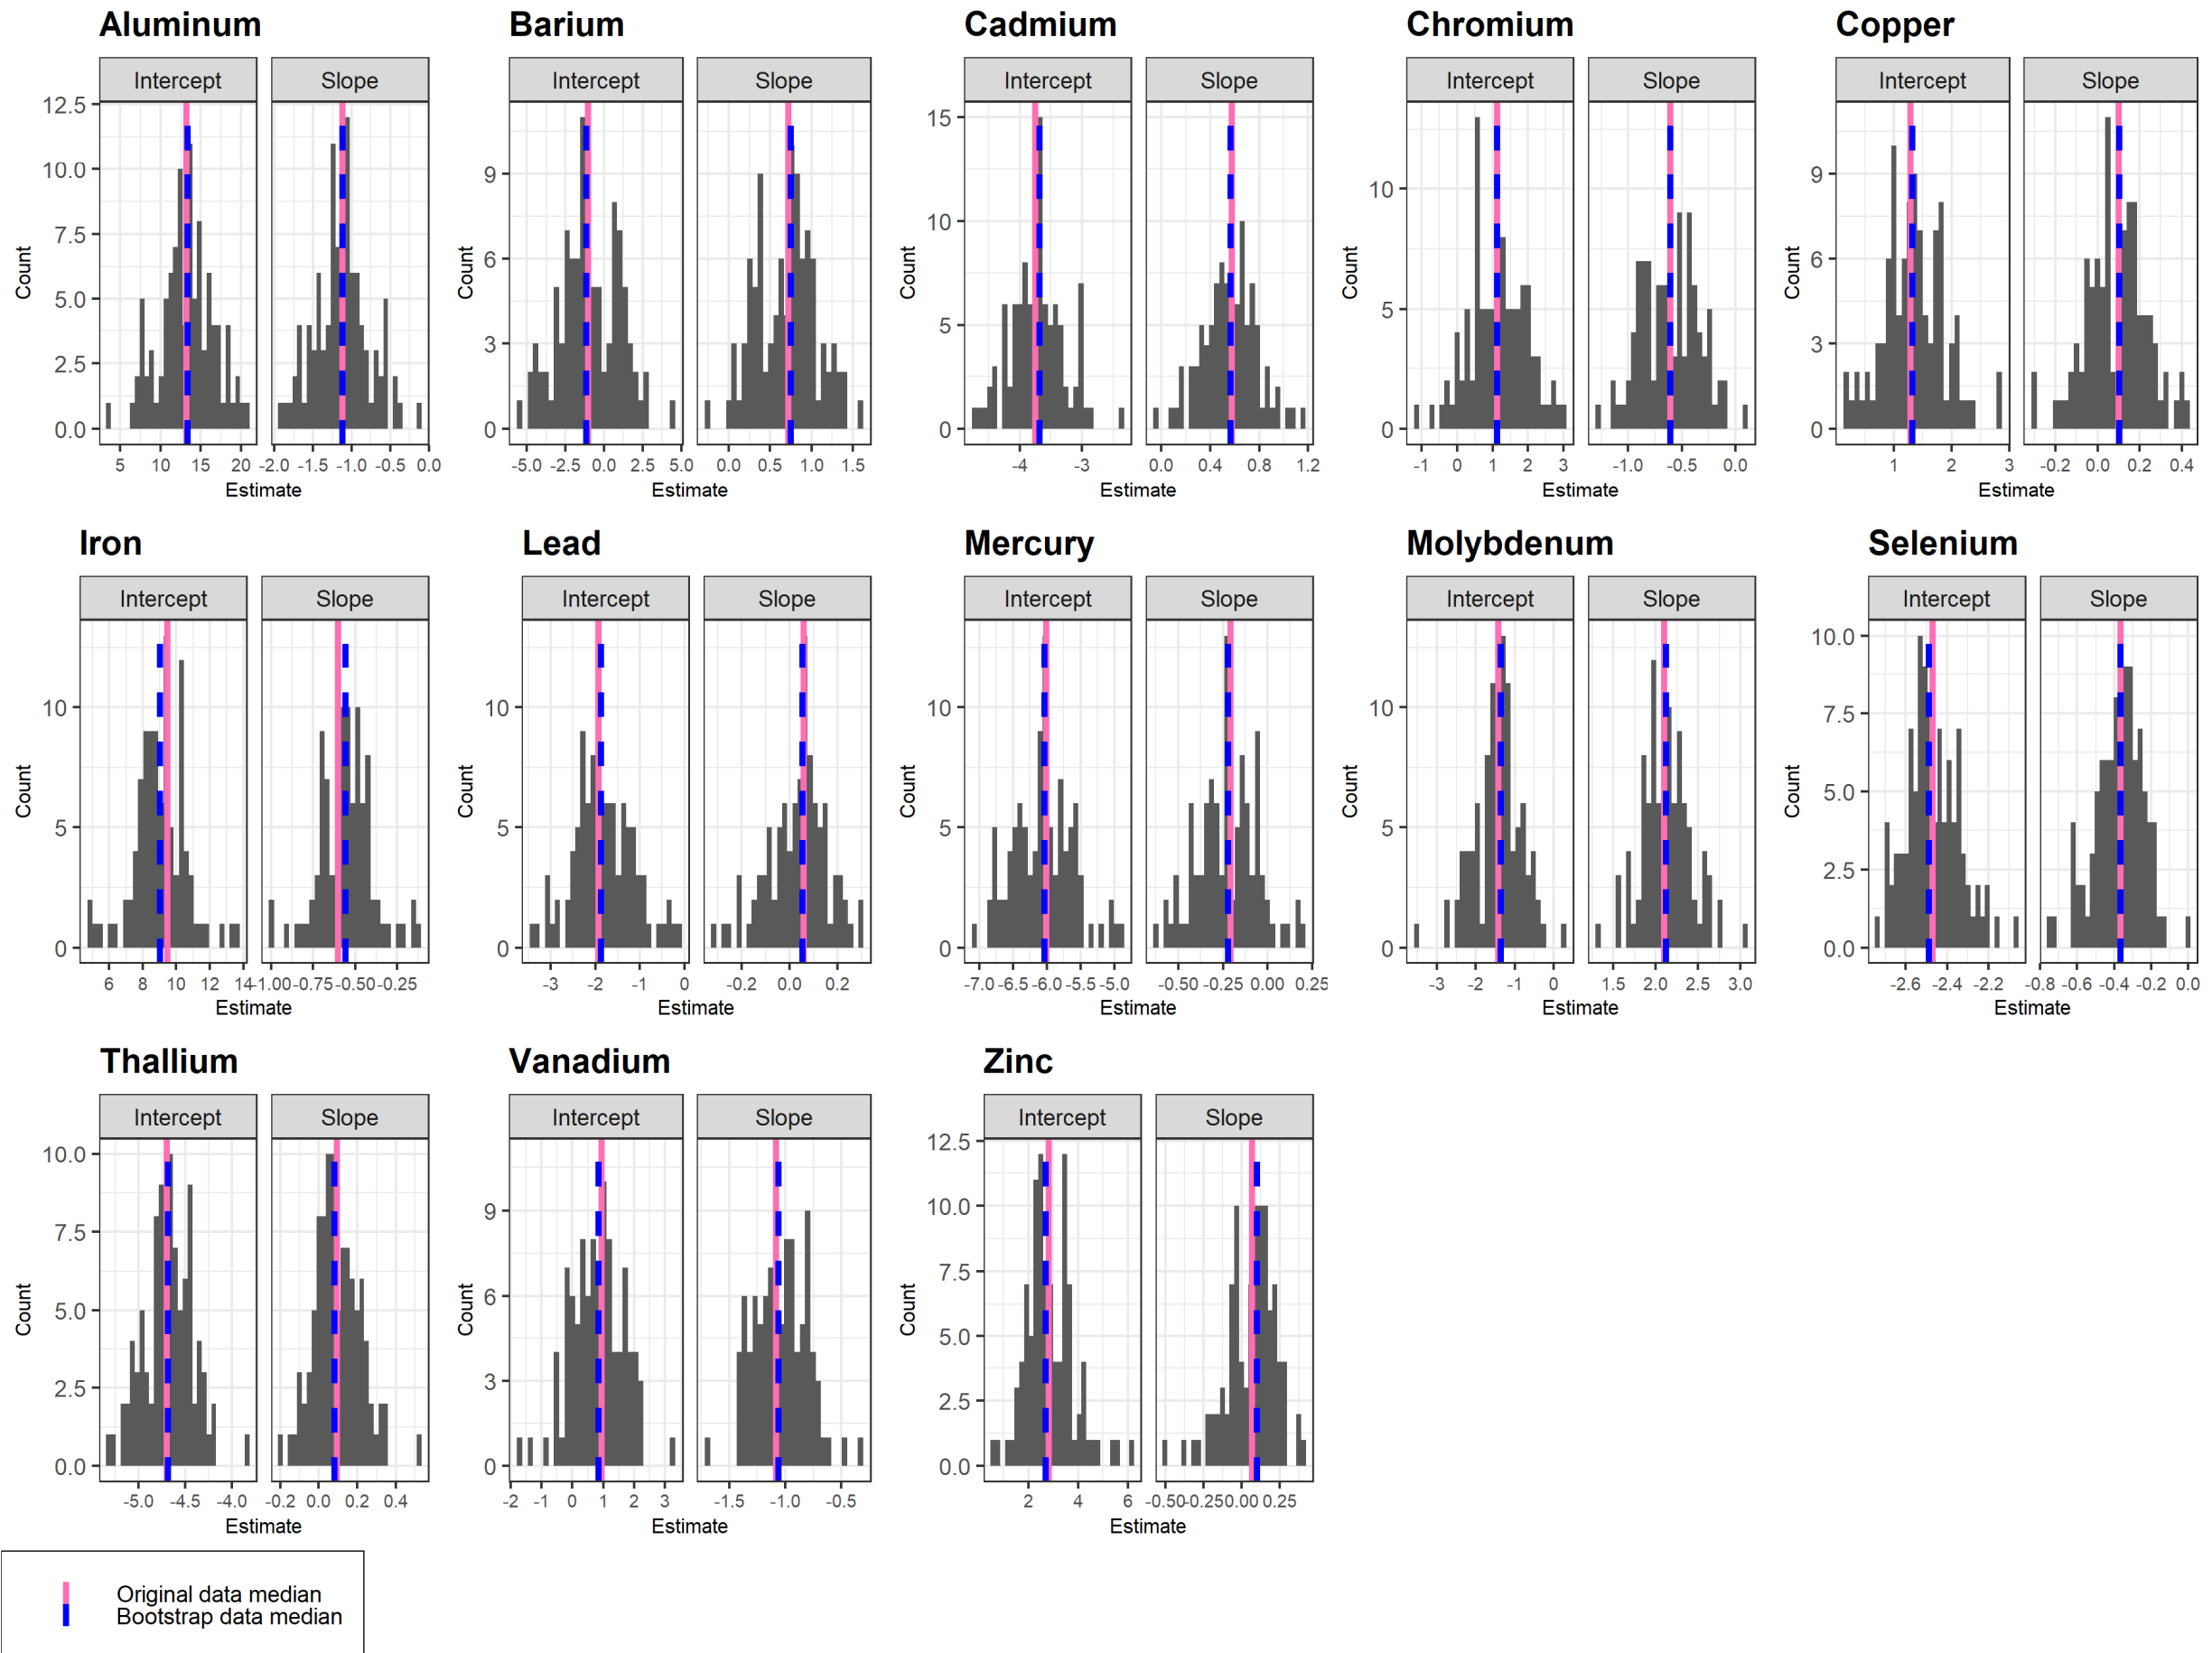 Aluminum Barium Cadmium Chromium Copper
Intercept Slope Intercept Slope Intercept Slope Intercept Slope Intercept Slope
Count
12.5
10.0
7.5
5.0
2.5
0.0
5 10 15 20 -2.0 -1.5 -1.0 -0.5 0.0
Estimate
Count
9
6
3
0
-5.0 -2.5 0.0 2.5 5.0 0.0 0.5 1.0 1.5
Estimate
Count
15
10
5
0
-4 -3 0.0 0.4 0.8 1.2
Estimate
Count
10
5
0
-1 0 1 2 3 -1.0 -0.5 0.0
Estimate
Count
9
6
3
0
1 2 3 -0.2 0.0 0.2 0.4
Estimate
Iron Lead Mercury Molybdenum Selenium
Intercept Slope Intercept Slope Intercept Slope Intercept Slope Intercept Slope
Count
10
5
0
6 8 10 12 14 -1.00 -0.75 -0.50 -0.25
Estimate
Count
10
5
0
-3 -2 -1 0 -0.2 0.0 0.2
Estimate
Count
10
5
0
-7.0 -6.5 -6.0 -5.5 -5.0 -0.50 -0.25 0.00 0.25
Estimate
Count
10
5
0
-3 -2 -1 0 1.5 2.0 2.5 3.0
Estimate
Count
10.0
7.5
5.0
2.5
0.0
-2.6 -2.4 -2.2 -0.8 -0.6 -0.4 -0.2 0.0
Estimate
Thallium Vanadium Zinc
Intercept Slope Intercept Slope Intercept Slope
Count
10.0
7.5
5.0
2.5
0.0
-5.0 -4.5 -4.0 -0.2 0.0 0.2 0.4
Estimate
Count
9
6
3
0
-2 -1 0 1 2 3 -1.5 -1.0 -0.5
Estimate
Count
12.5
10.0
7.5
5.0
2.5
0.0
2 4 6 -0.50 -0.25 0.00 0.25
Estimate
Original data median
Bootstrap data median